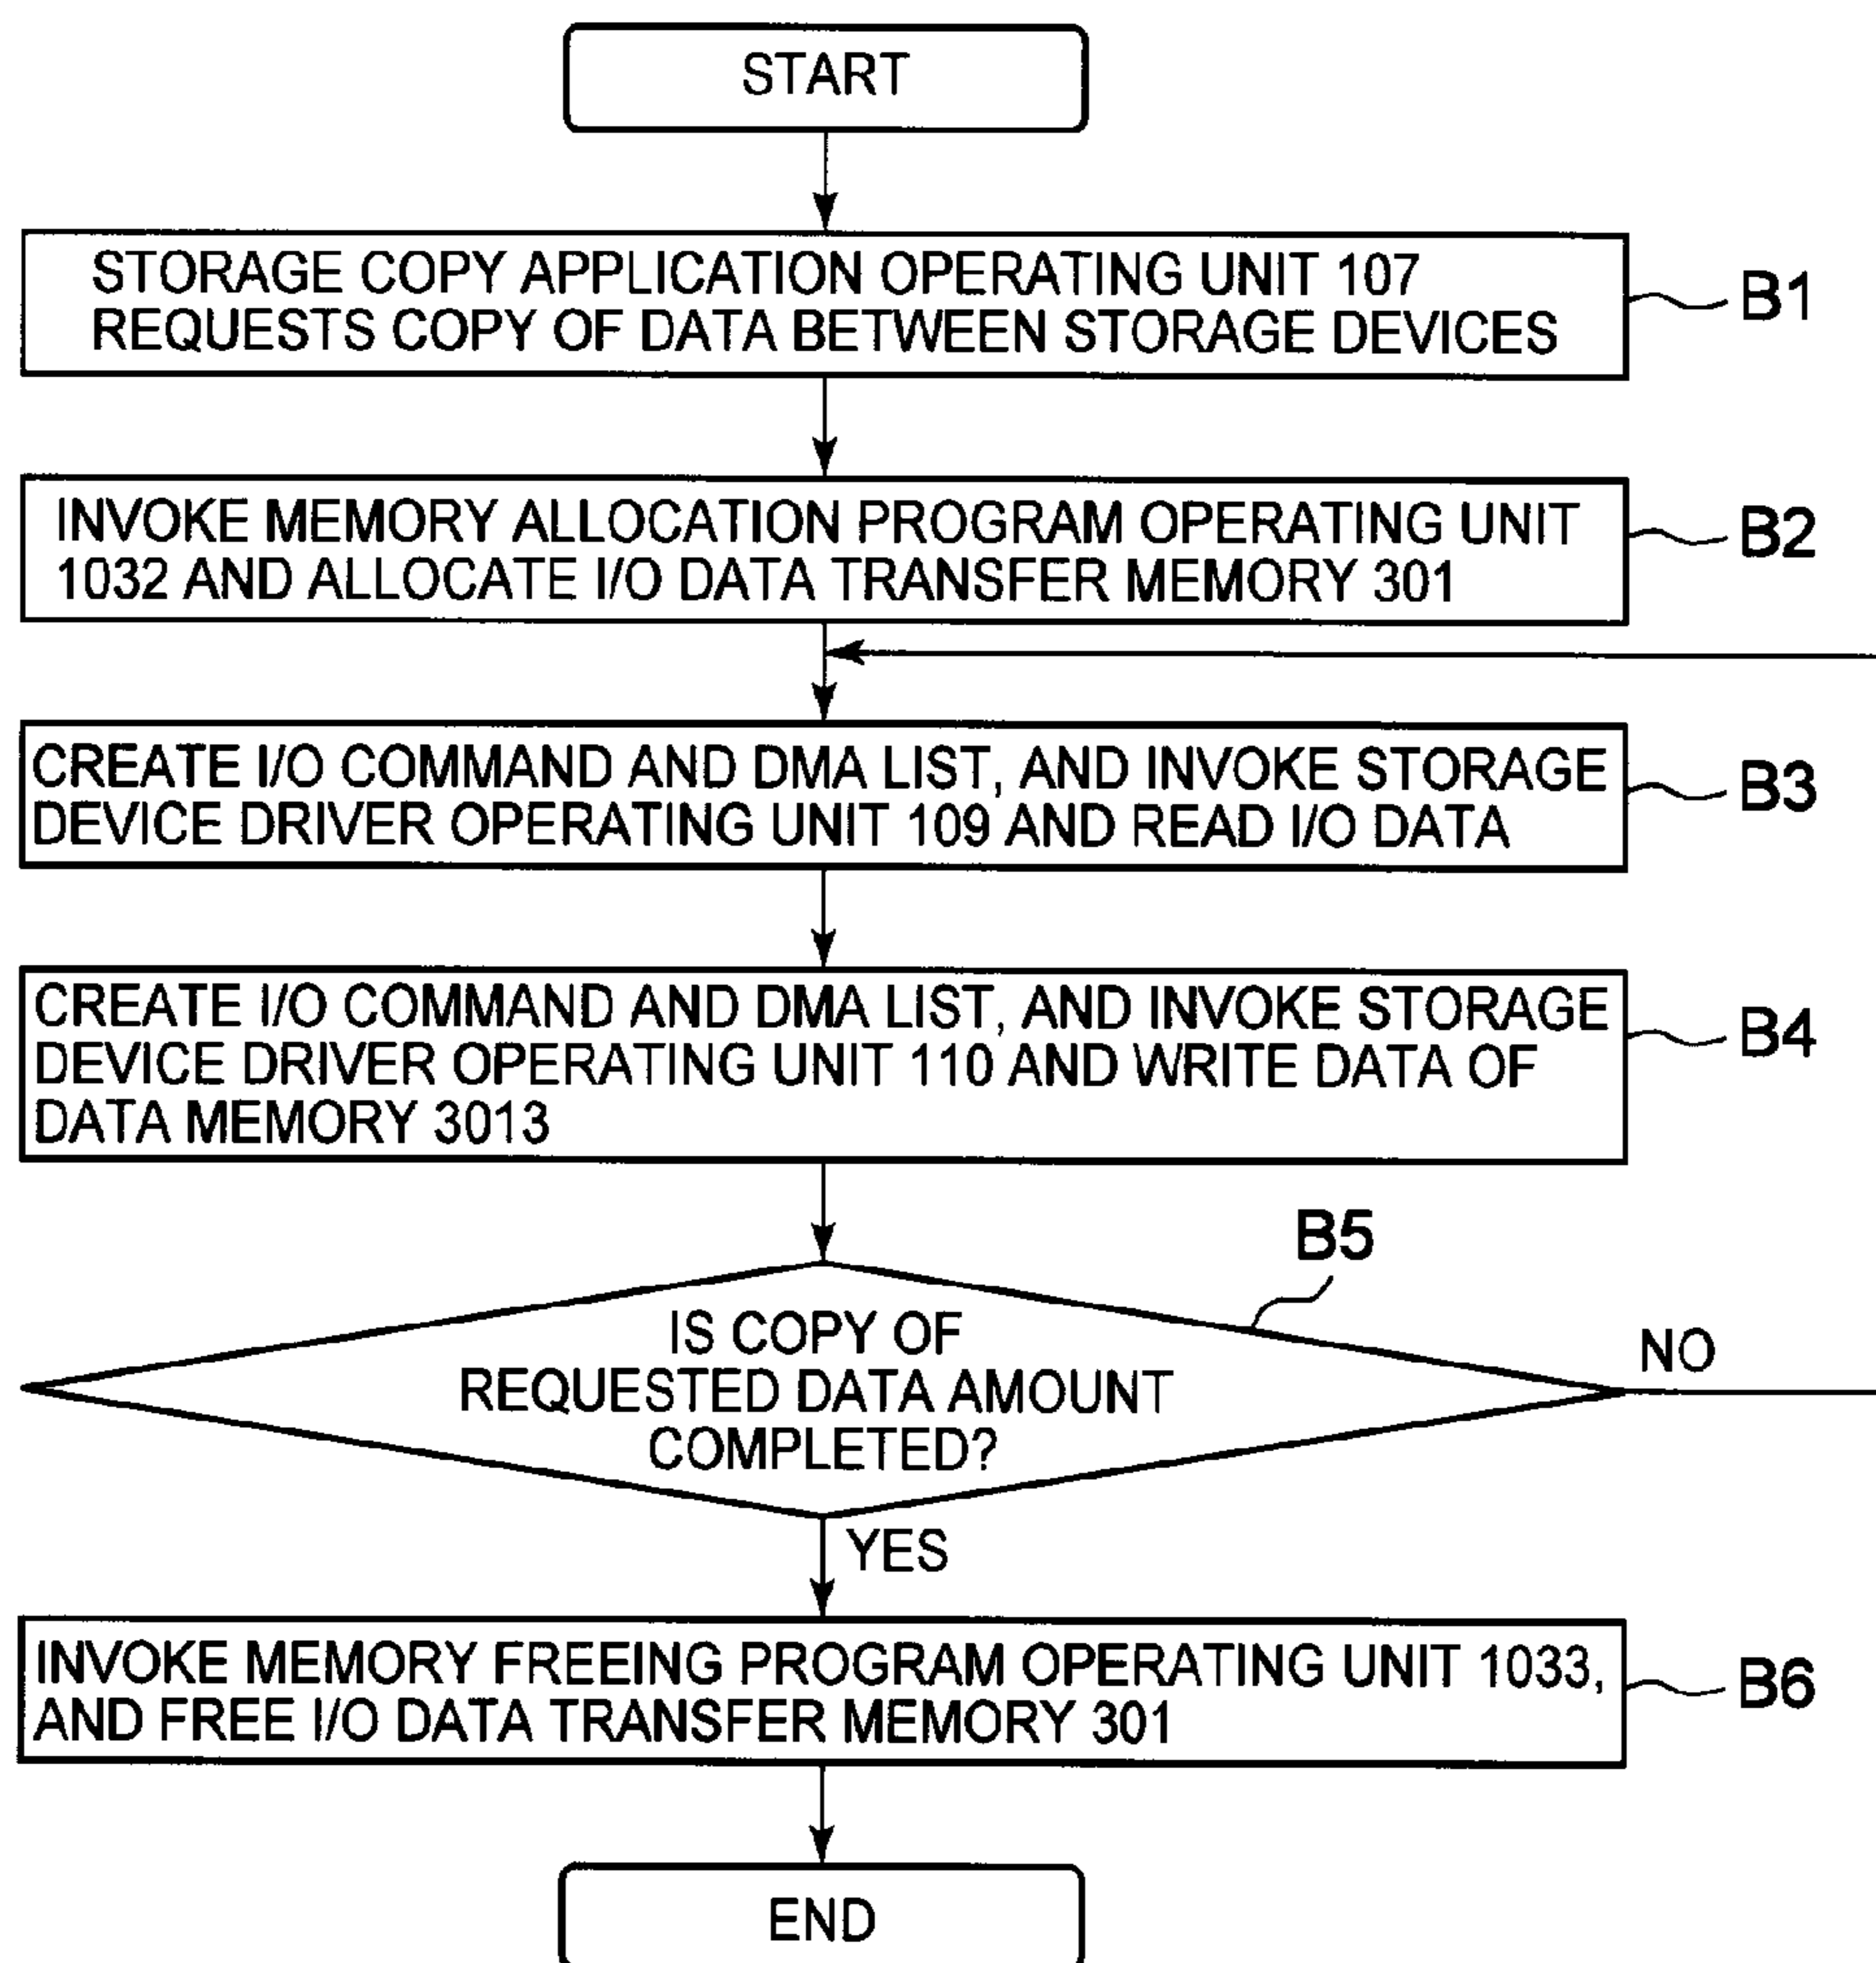 START
STORAGE COPY APPLICATION OPERATING UNIT 107
REQUESTS COPY OF DATA BETWEEN STORAGE DEVICES
B1
INVOKE MEMORY ALLOCATION PROGRAM OPERATING UNIT
1032 AND ALLOCATE I/O DATA TRANSFER MEMORY 301
B2
CREATE I/O COMMAND AND DMA LIST, AND INVOKE STORAGE
DEVICE DRIVER OPERATING UNIT 109 AND READ I/O DATA
B3
CREATE I/O COMMAND AND DMA LIST, AND INVOKE STORAGE
DEVICE DRIVER OPERATING UNIT 110 AND WRITE DATA OF
DATA MEMORY 3013
B4
B5
IS COPY OF
REQUESTED DATA AMOUNT
COMPLETED?
NO
YES
INVOKE MEMORY FREEING PROGRAM OPERATING UNIT 1033,
AND FREE I/O DATA TRANSFER MEMORY 301
B6
END